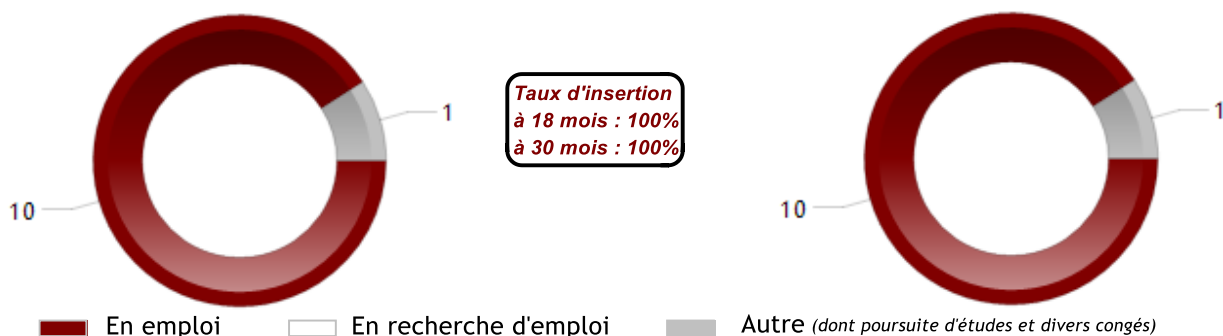 1
10
Taux d'insertion
à 18 mois : 100%
à 30 mois : 100%
1
10
En emploi
En recherche d'emploi
Autre (dont poursuite d'études et divers congés)